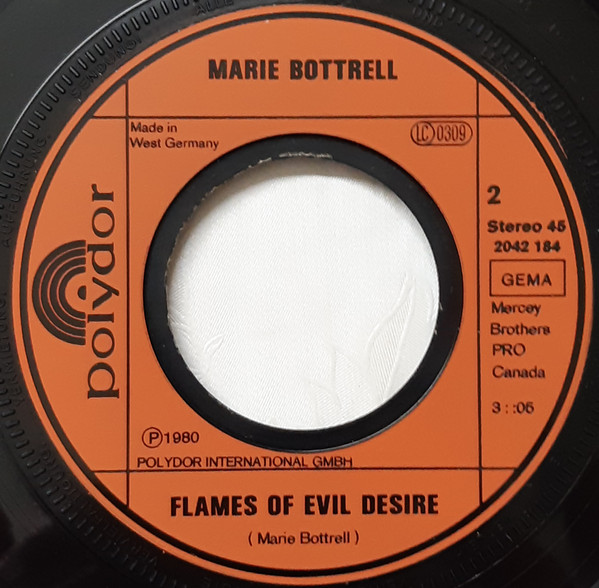 MARIE BOTTRELL
Made in
West Germany
LC 0309
polydor
2
Stereo 45
2042 184
GEMA
Mercey
Brothers
PRO
Canada
3::05
P 1980
POLYDOR INTERNATIONAL GMBH
FLAMES OF EVIL DESIRE
( Marie Bottrell )